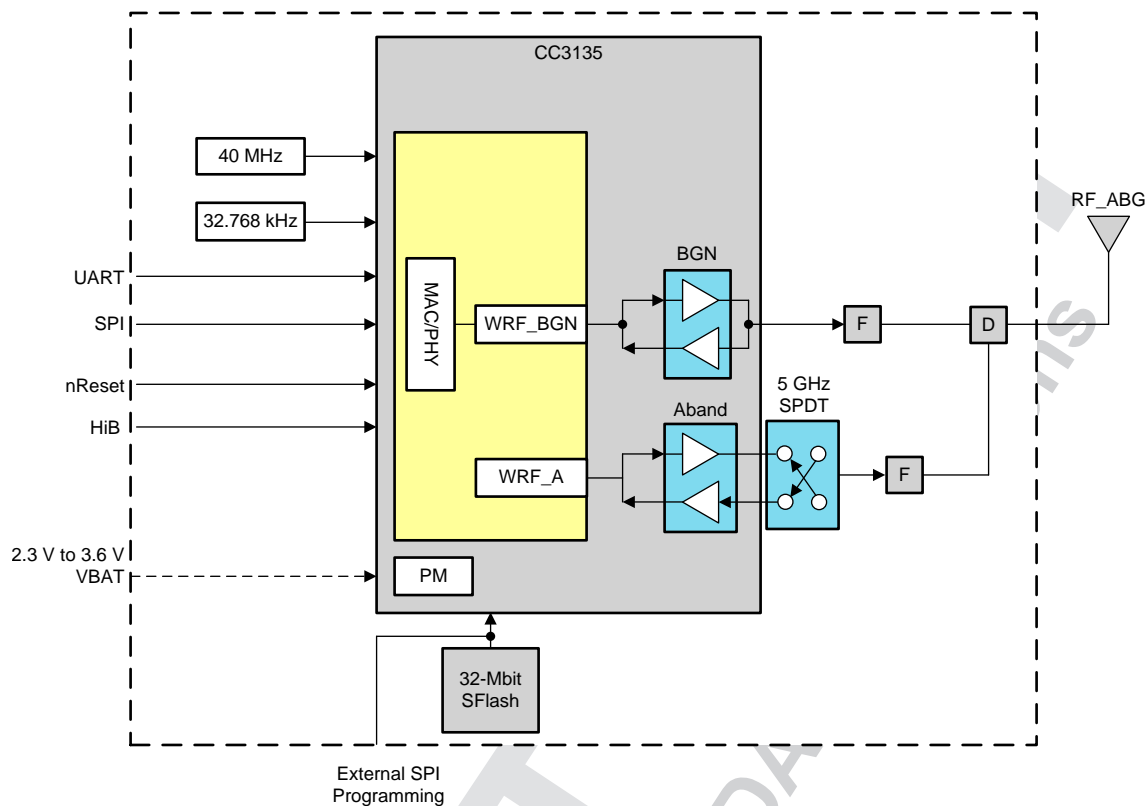 CC3135
40 MHz
32.768 kHz
UART
SPI
nReset
HiB
2.3 V to 3.6 V
VBAT
MAC/PHY
WRF_BGN
WRF_A
PM
BGN
Aband
5 GHz
SPDT
F
F
D
RF_ABG
32-Mbit
SFlash
External SPI
Programming